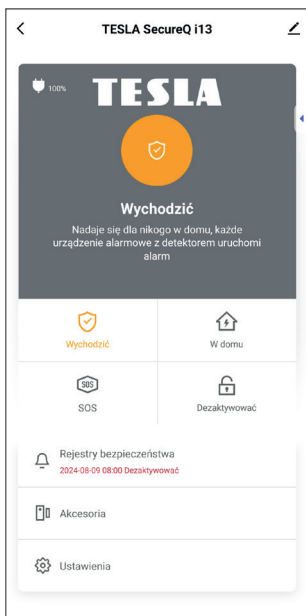 TESLA SecureQ i13
100%
TESLA
Wychodzić
Nadaje się dla nikogo w domu, każde
urządzenie alarmowe z detektorem uruchomi
alarm
Wychodzić
W domu
SOS
SOS
Dezaktywować
Rejestry bezpieczeństwa
2024-08-09 08:00 Dezaktywować
Akcesoria
Ustawienia